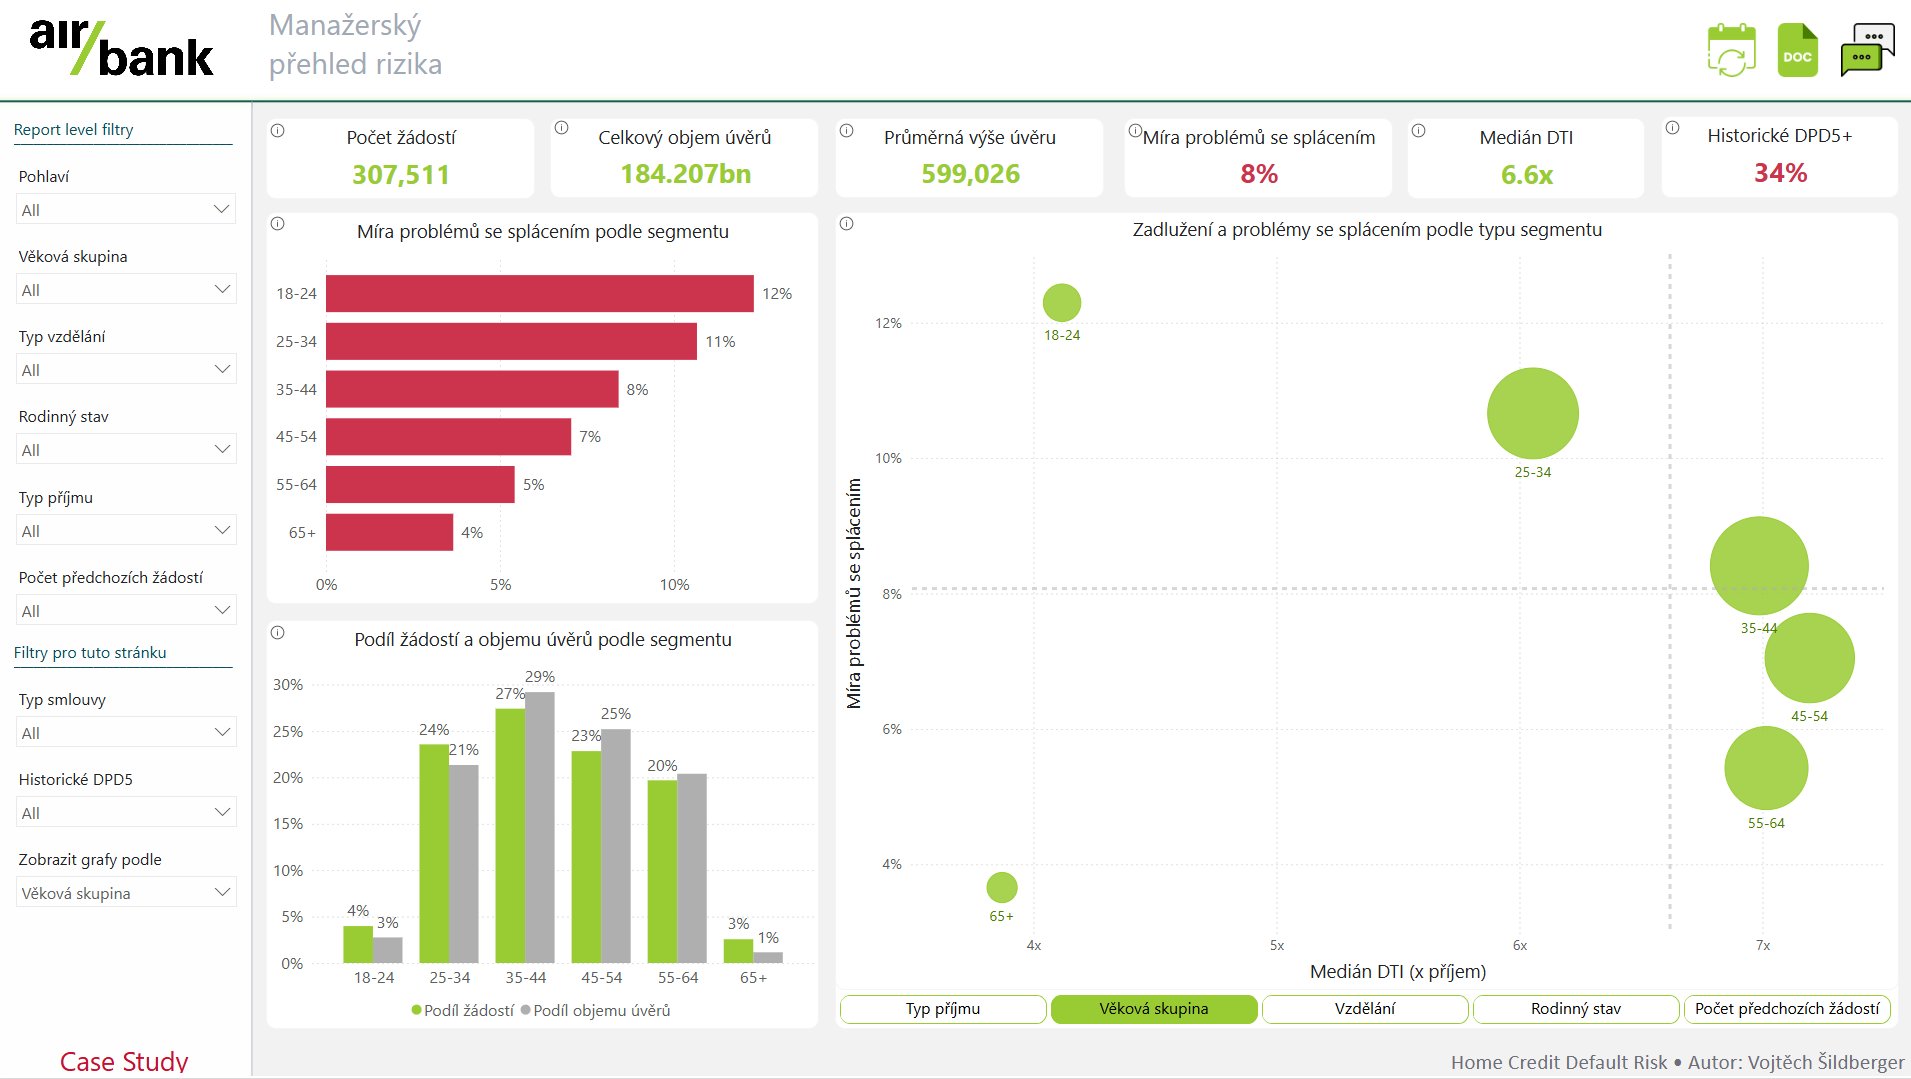 air bank
Manažerský
přehled rizika
DOC
Report level filtry
Pohlaví
All
Věková skupina
All
Typ vzdělání
All
Rodinný stav
All
Typ příjmu
All
Počet předchozích žádostí
All
Filtry pro tuto stránku
Typ smlouvy
All
Historické DPD5
All
Zobrazit grafy podle
Věková skupina
Case Study
Počet žádostí
307,511
Celkový objem úvěrů
184.207bn
Průměrná výše úvěru
599,026
Míra problémů se splácením
8%
Medián DTI
6.6x
Historické DPD5+
34%
Míra problémů se splácením podle segmentu
18-24 12%
25-34 11%
35-44 8%
45-54 7%
55-64 5%
65+ 4%
0% 5% 10%
Podíl žádostí a objemu úvěrů podle segmentu
30%
25%
20%
15%
10%
5%
0%
4% 3%
24% 21%
27% 29%
23% 25%
20%
3% 1%
18-24 25-34 35-44 45-54 55-64 65+
Podíl žádostí Podíl objemu úvěrů
Zadlužení a problémy se splácením podle typu segmentu
Míra problémů se splácením
12%
10%
8%
6%
4%
18-24
25-34
35-44
45-54
55-64
65+
4x 5x 6x 7x
Medián DTI (x příjem)
Typ příjmu Věková skupina Vzdělání Rodinný stav Počet předchozích žádostí
Home Credit Default Risk • Autor: Vojtěch Šildberger